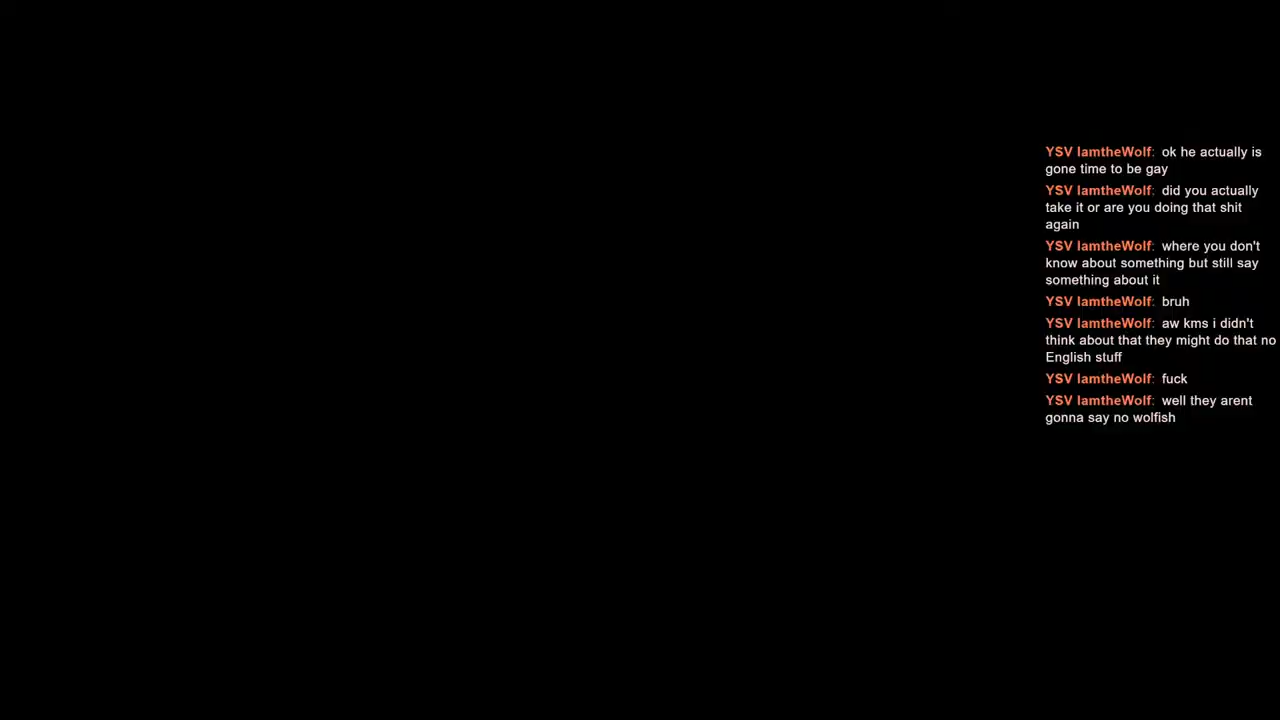 YSV IamtheWolf: ok he actually is
gone time to be gay
YSV IamtheWolf: did you actually
take it or are you doing that shit
again
YSV IamtheWolf: where you don't
know about something but still say
something about it
YSV IamtheWolf: bruh
YSV IamtheWolf: aw kms i didn't
think about that they might do that no
English stuff
YSV IamtheWolf: fuck
YSV IamtheWolf: well they arent
gonna say no wolfish